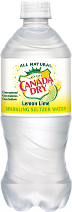 ALL NATURAL
CANADA
DRY
Lemon Lime
SPARKLING SELTZER WATER